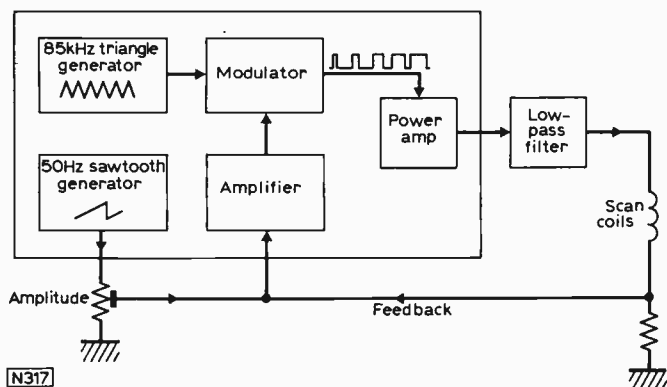 85kHz triangle
generator
Modulator
Power
amp
Low-
pass
filter
50Hz sawtooth
generator
Amplifier
Scan
coils
Amplitude
Feedback
N317